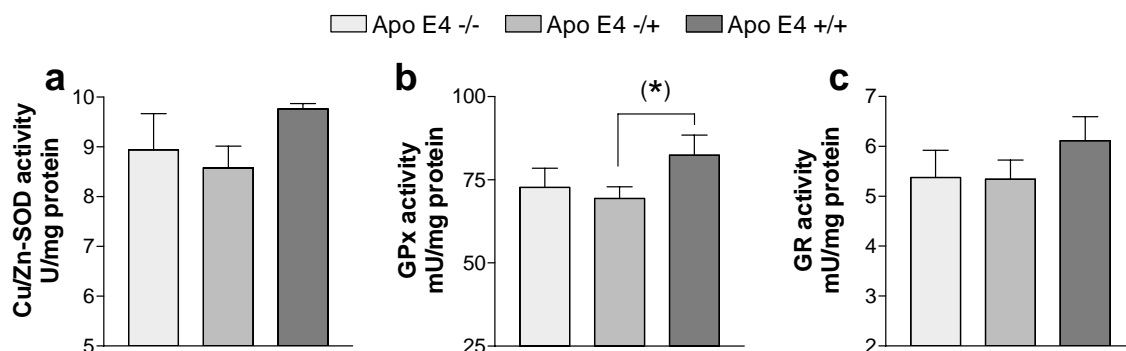 Apo E4 -/- Apo E4 -/+ Apo E4 +/+
a
Cu/Zn-SOD activity
U/mg protein
10
9
8
7
6
5
b
GPx activity
mU/mg protein
100
75
50
25
(*)
c
GR activity
mU/mg protein
7
6
5
4
3
2